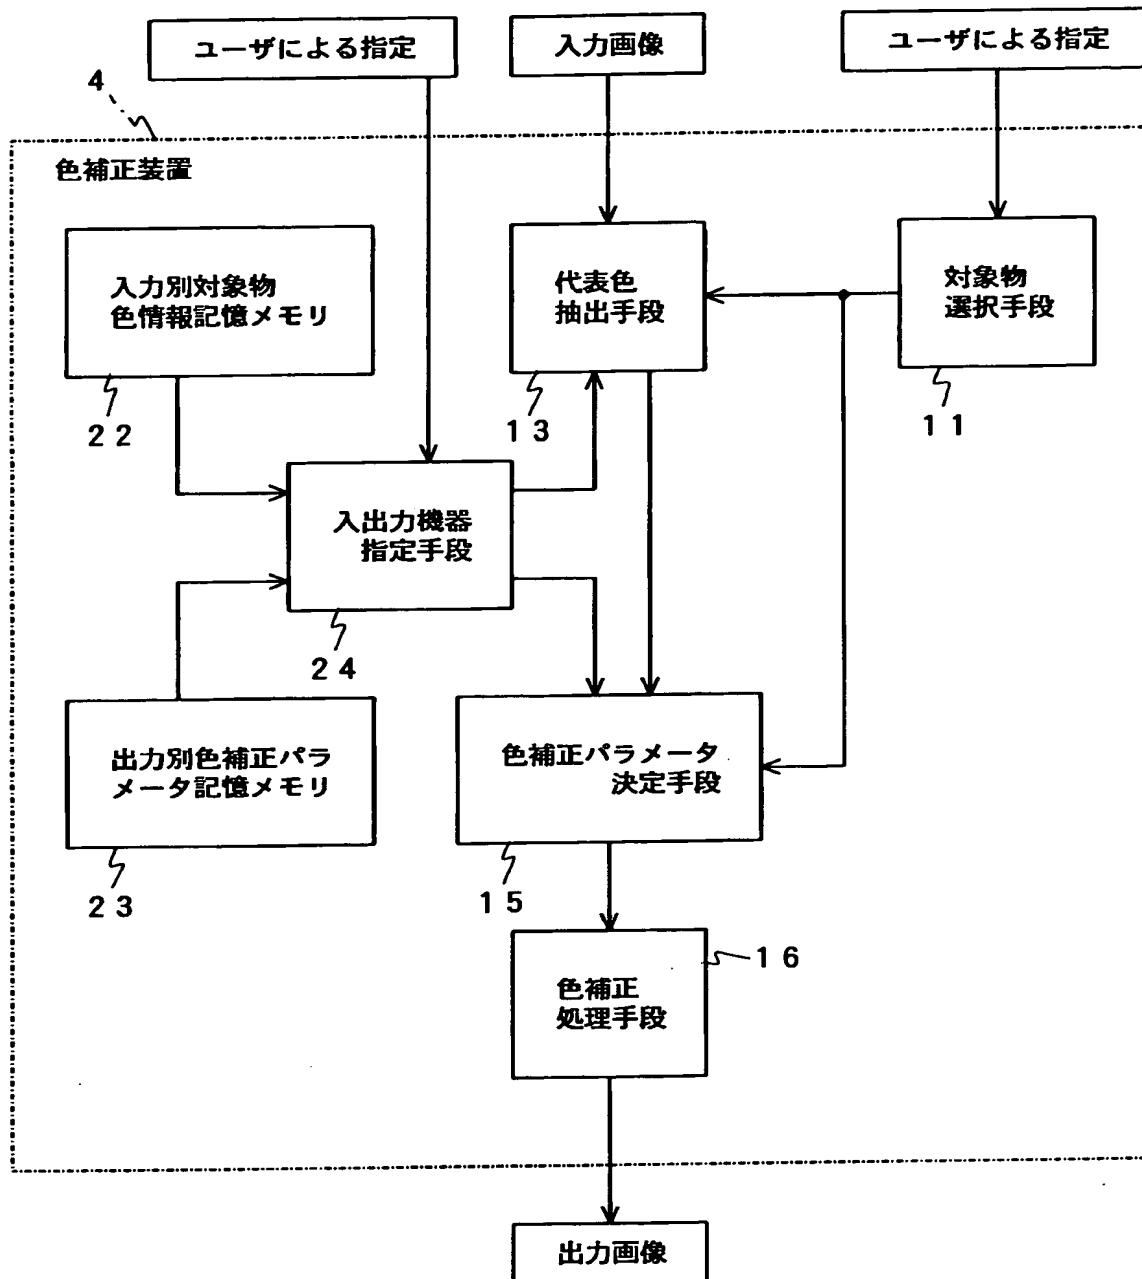 ユーザによる指定
入力画像
ユーザによる指定
4
色補正装置
入力別対象物
色情報記憶メモリ
22
代表色
抽出手段
13
対象物
選択手段
11
入出力機器
指定手段
24
出力別色補正パラ
メータ記憶メモリ
23
色補正パラメータ
決定手段
15
色補正
処理手段
16
出力画像